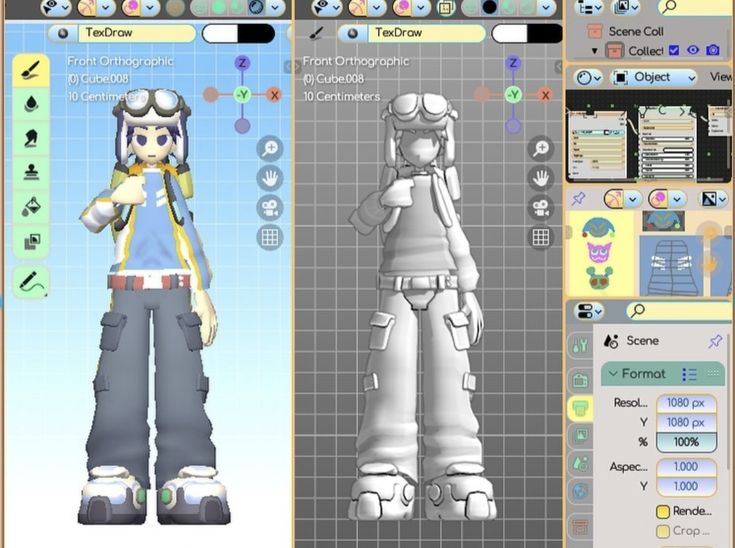 TexDraw
Front Orthographic
(0) Cube.008
10 Centimeters
Z
-Y
X
TexDraw
Front Orthographic
(0) Cube.008
10 Centimeters
Z
-Y
X
Scene Coll
Collect
Object
View
Scene
Format
Resol...
1080 px
Y
1080 px
%
100%
Aspec...
1.000
Y
1.000
Rende...
Crop ...